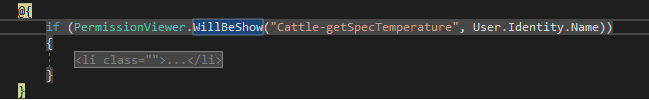 @{
if (PermissionViewer.WillBeShow("Cattle-getSpecTemperature", User.Identity.Name))
{
<li class="">...</li>
}
}